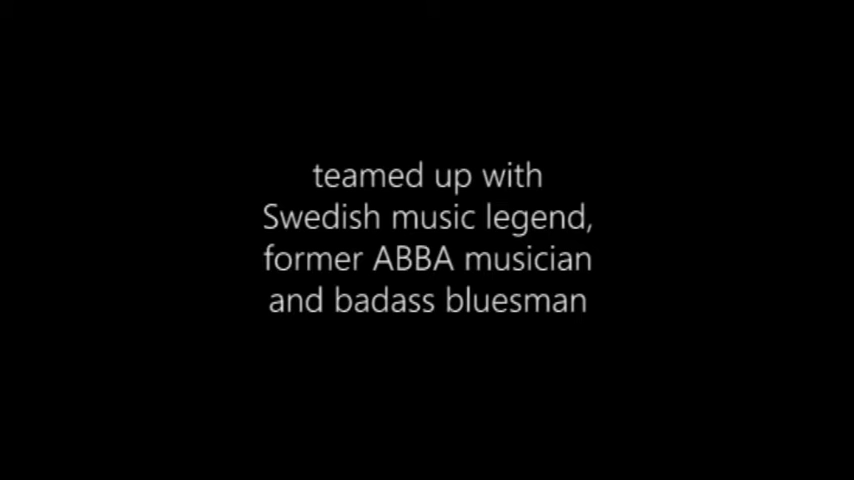 teamed up with
Swedish music legend,
former ABBA musician
and badass bluesman